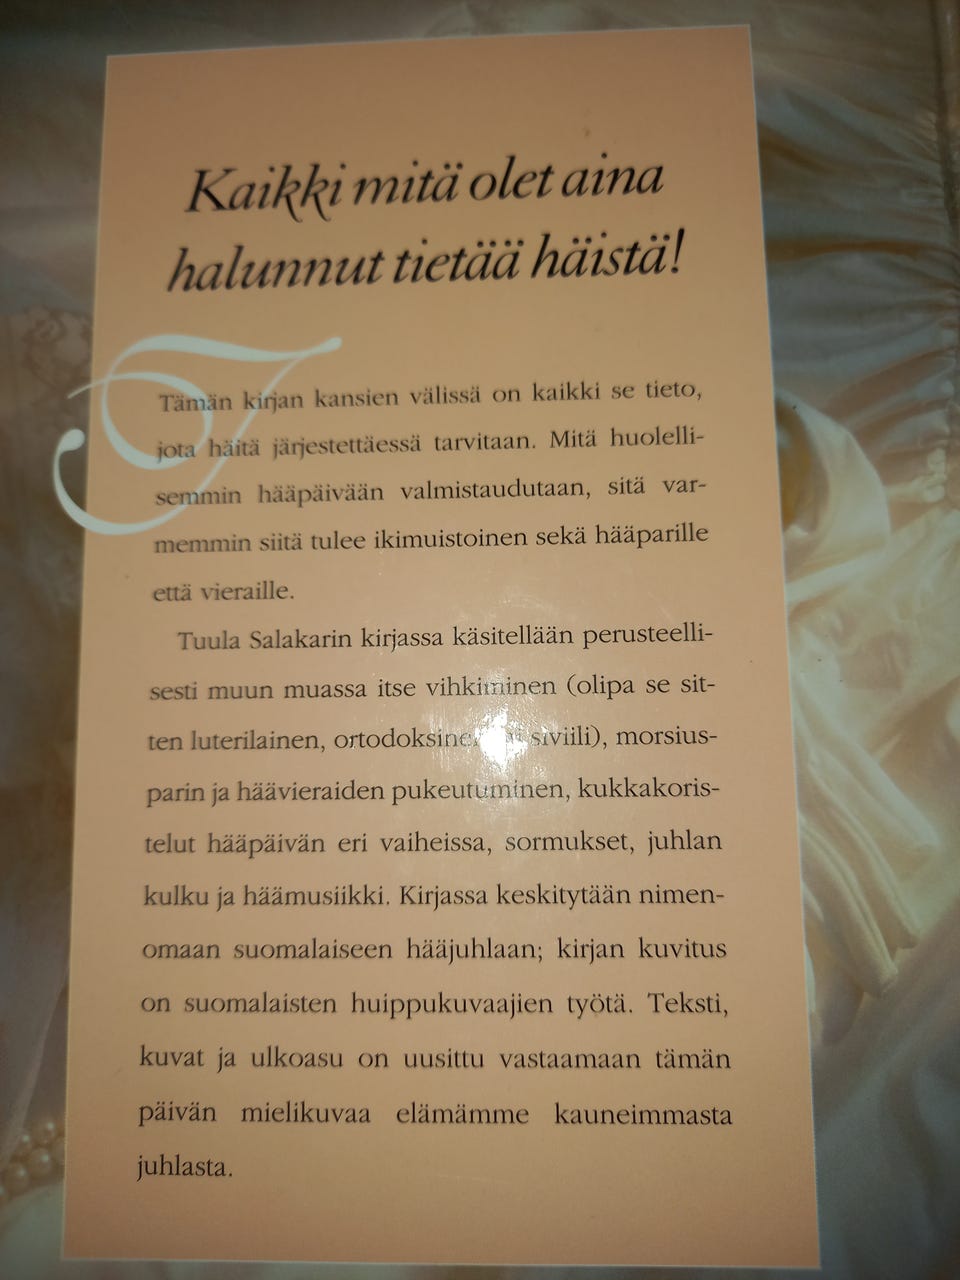 Kaikki mitä olet aina
halunnut tietää häistä!
T
Tämän kirjan kansien välissä on kaikki se tieto,
jota häitä järjestettäessä tarvitaan. Mitä huolelli-
semmin hääpäivään valmistaudutaan, sitä var-
memmin siitä tulee ikimuistoinen sekä hääparille
että vieraille.
Tuula Salakarin kirjassa käsitellään perusteelli-
sesti muun muassa itse vihkiminen (olipa se sit-
ten luterilainen, ortodoksinen tai siviili), morsius-
parin ja häävieraiden pukeutuminen, kukkakoris-
telut hääpäivän eri vaiheissa, sormukset, juhlan
kulku ja häämusiikki. Kirjassa keskitytään nimen-
omaan suomalaiseen hääjuhlaan; kirjan kuvitus
on suomalaisten huippukuvaajien työtä. Teksti,
kuvat ja ulkoasu on uusittu vastaamaan tämän
päivän mielikuvaa elämämme kauneimmasta
juhlasta.